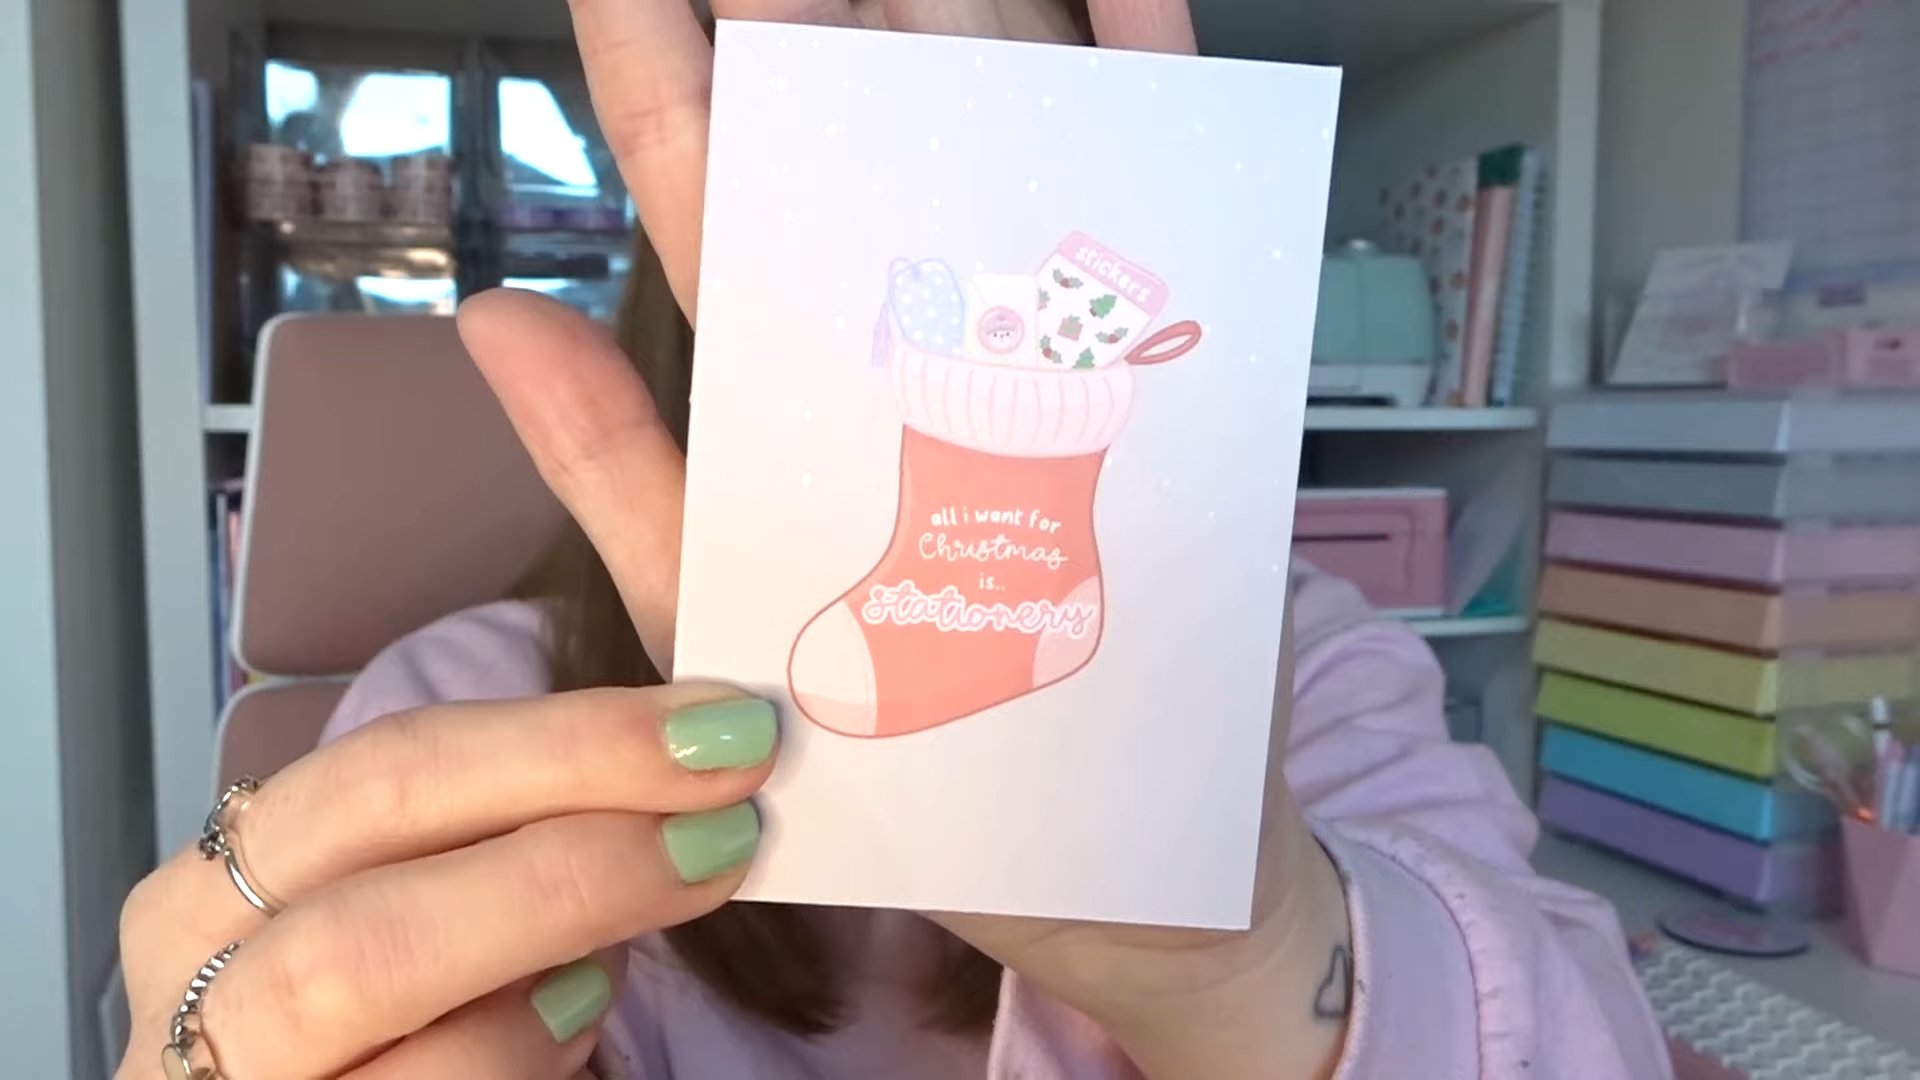 stickers
all i want for
Christmas
is..
stationery